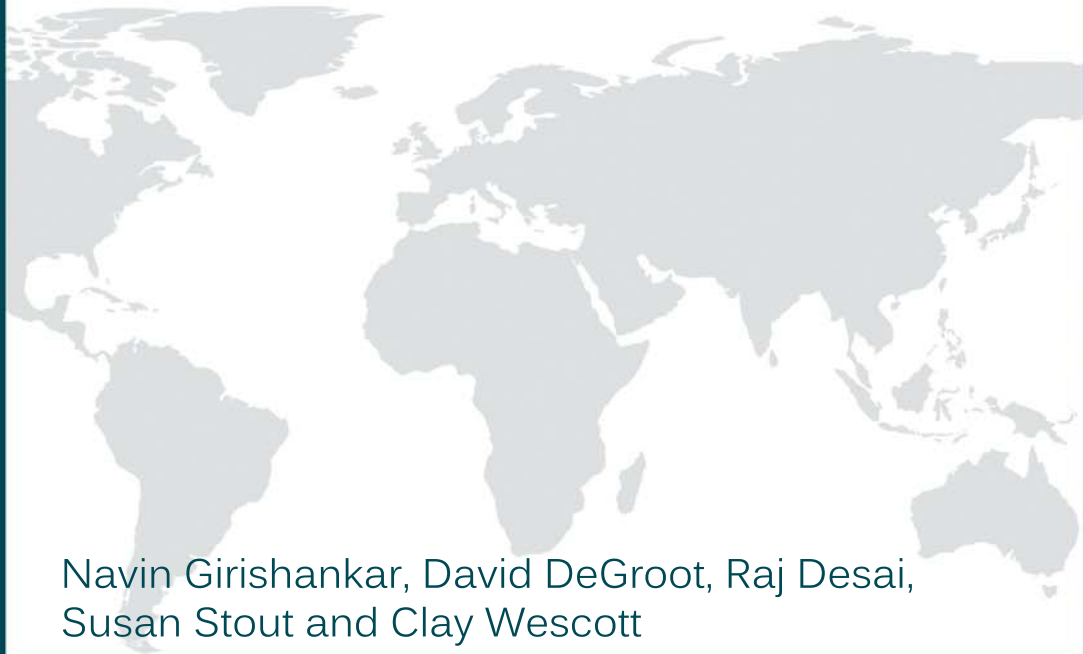 Navin Girishankar, David DeGroot, Raj Desai,
Susan Stout and Clay Wescott